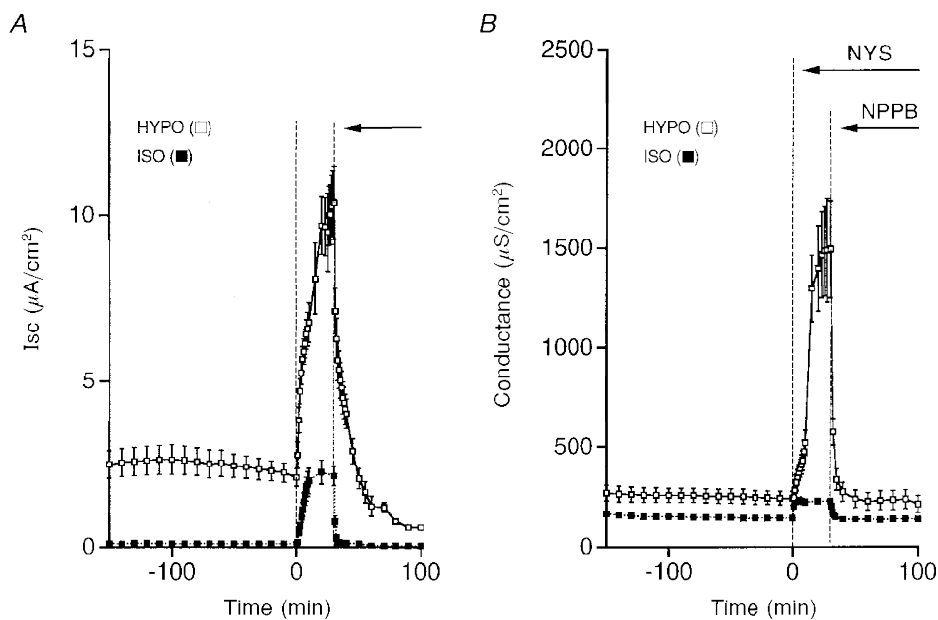 A
15
10
5
0
Isc (μA/cm²)
HYPO (□)
ISO (■)
-100
0
100
Time (min)
B
2500
2000
1500
1000
500
0
Conductance (μS/cm²)
NYS
NPPB
HYPO (□)
ISO (■)
-100
0
100
Time (min)